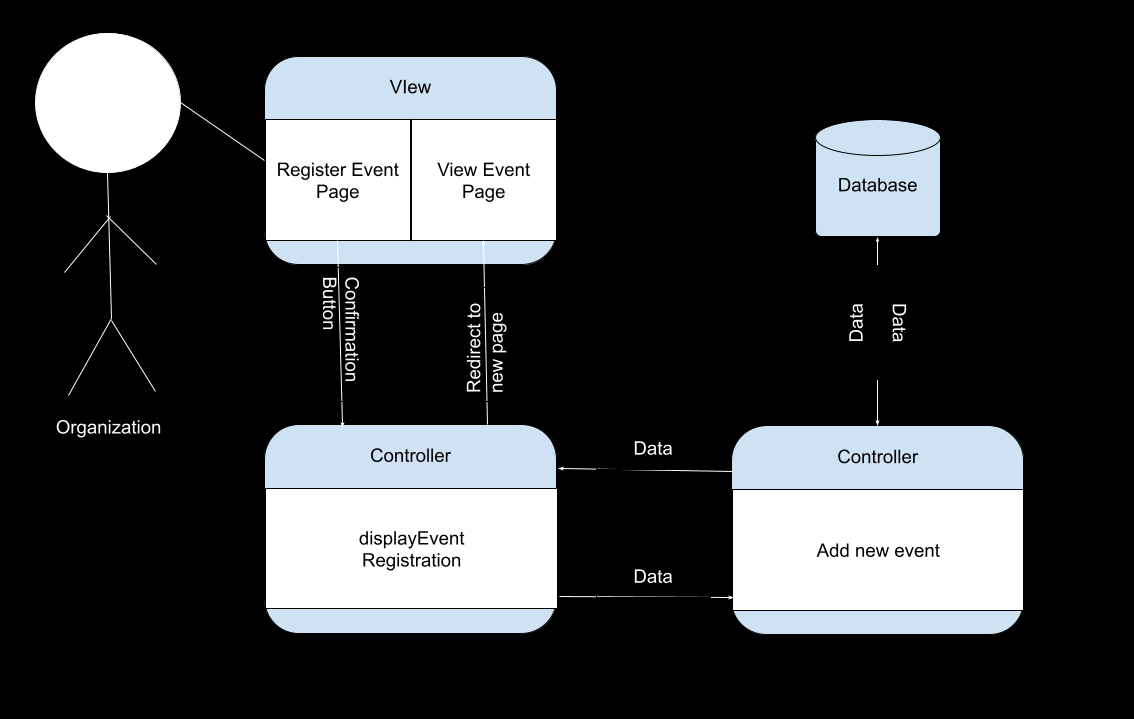 VIew
Register Event
Page
View Event
Page
Database
Confirmation
Button
Redirect to
new page
Data
Data
Organization
Controller
displayEvent
Registration
Data
Data
Controller
Add new event